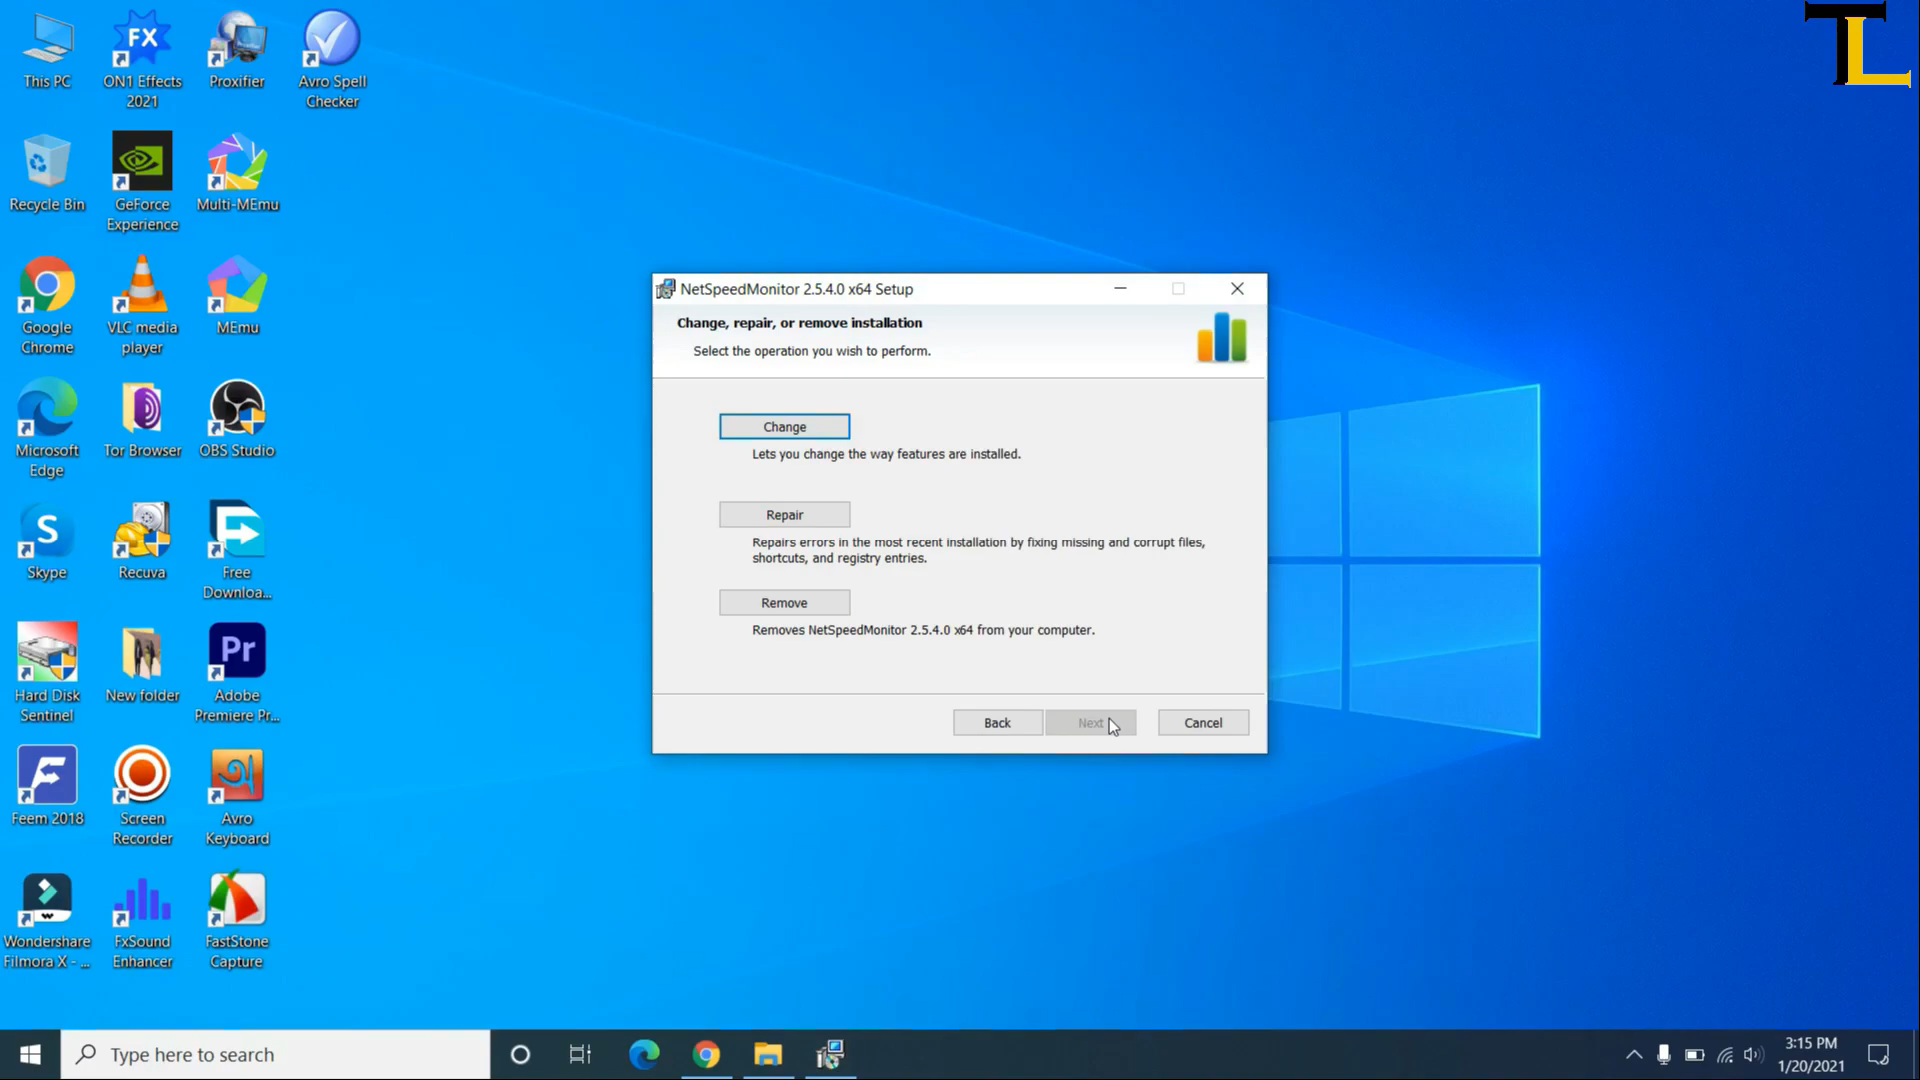 This PC
ON1 Effects
2021
Proxifier
Avro Spell
Checker
Recycle Bin
GeForce
Experience
Multi-MEmu
Google
Chrome
VLC media
player
MEmu
Microsoft
Edge
Tor Browser
OBS Studio
Skype
Recuva
Free
Downloa...
Hard Disk
Sentinel
New folder
Adobe
Premiere Pr...
Feem 2018
Screen
Recorder
Avro
Keyboard
Wondershare
Filmora X - ...
FxSound
Enhancer
FastStone
Capture
FX
S
Pr
অ
TL
NetSpeedMonitor 2.5.4.0 x64 Setup
Change, repair, or remove installation
Select the operation you wish to perform.
Change
Lets you change the way features are installed.
Repair
Repairs errors in the most recent installation by fixing missing and corrupt files,
shortcuts, and registry entries.
Remove
Removes NetSpeedMonitor 2.5.4.0 x64 from your computer.
Back
Next
Cancel
Type here to search
3:15 PM
1/20/2021